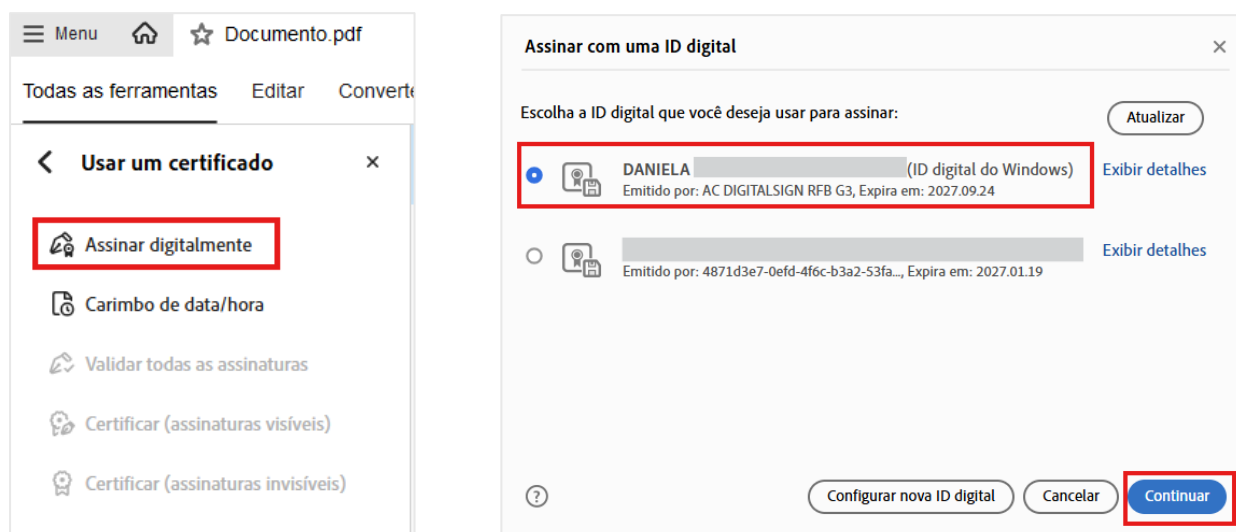 Menu
Documento.pdf
Todas as ferramentas Editar Converte
Usar um certificado
Assinar digitalmente
Carimbo de data/hora
Validar todas as assinaturas
Certificar (assinaturas visíveis)
Certificar (assinaturas invisíveis)
Assinar com uma ID digital
Escolha a ID digital que você deseja usar para assinar:
Atualizar
DANIELA (ID digital do Windows)
Exibir detalhes
Emitido por: AC DIGITALSIGN RFB G3, Expira em: 2027.09.24
Exibir detalhes
Emitido por: 4871d3e7-0efd-4f6c-b3a2-53fa..., Expira em: 2027.01.19
Configurar nova ID digital
Cancelar
Continuar